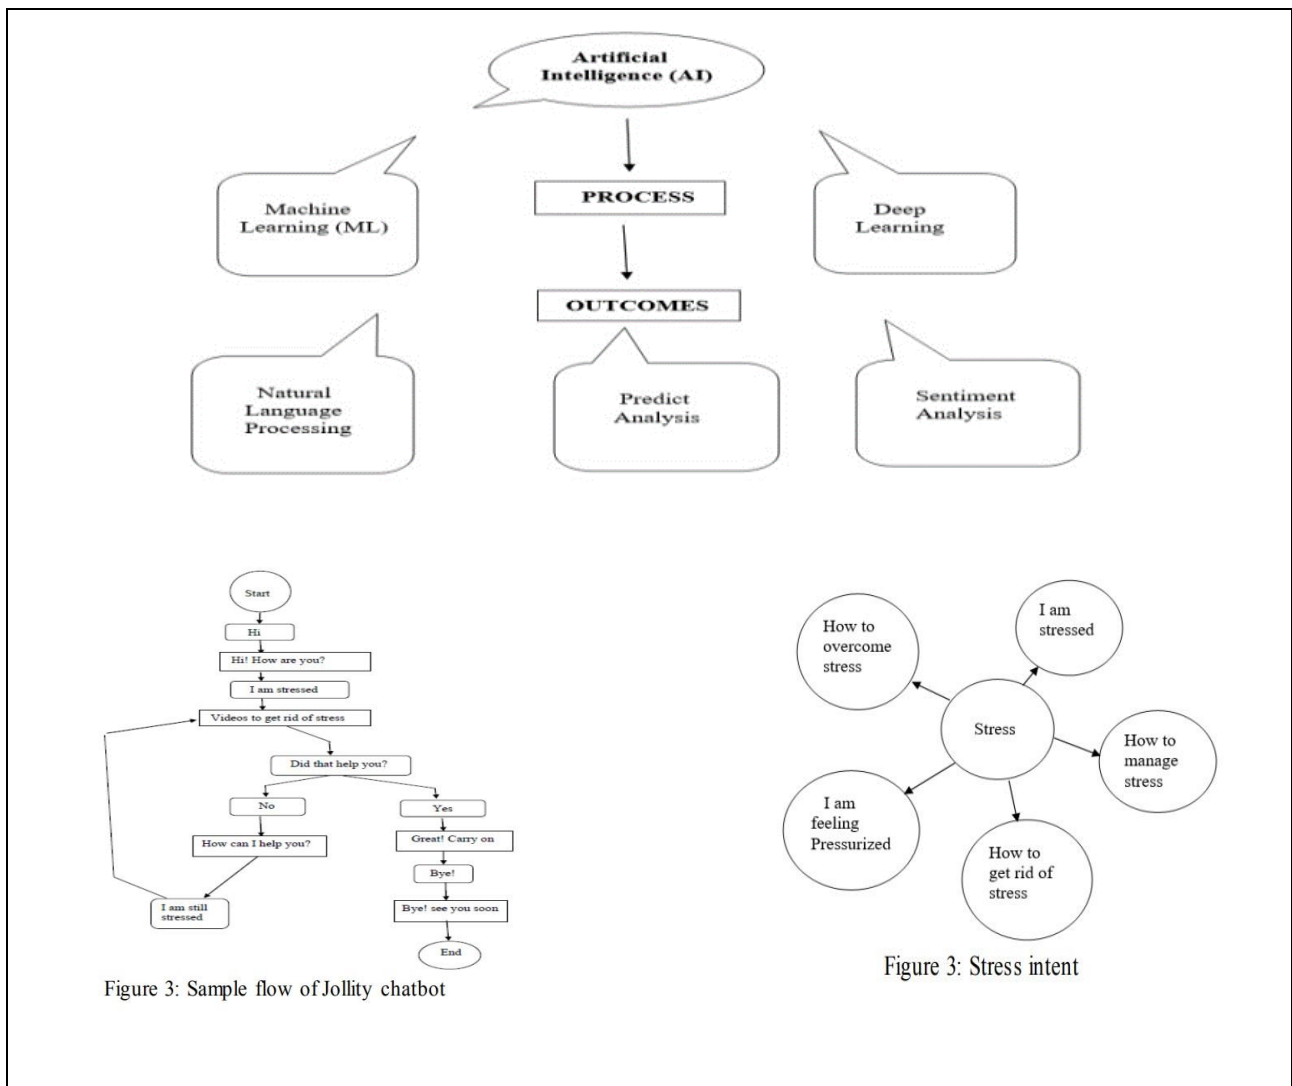 Artificial
Intelligence (AI)
Machine
Learning (ML)
PROCESS
Deep
Learning
OUTCOMES
Natural
Language
Processing
Predict
Analysis
Sentiment
Analysis
Start
Hi
Hi! How are you?
I am stressed
Videos to get rid of stress
Did that help you?
No
Yes
How can I help you?
Great! Carry on
Bye!
I am still
stressed
Bye! see you soon
End
Figure 3: Sample flow of Jollity chatbot
How to
overcome
stress
I am
stressed
Stress
How to
manage
stress
I am
feeling
Pressurized
How to
get rid of
stress
Figure 3: Stress intent